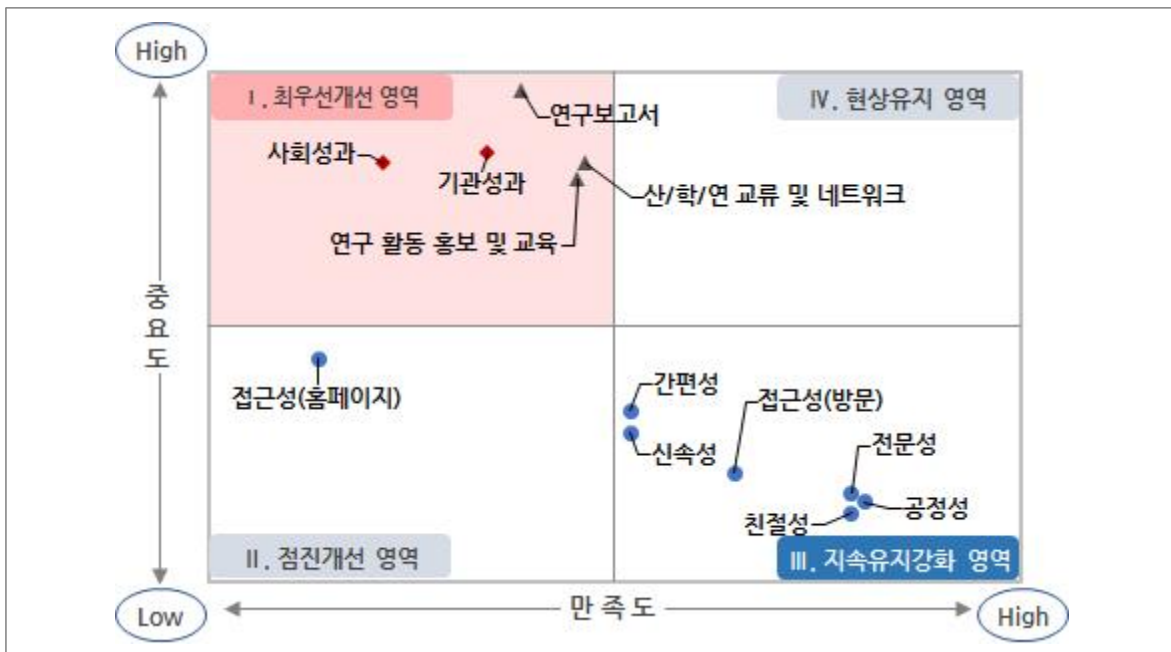 High
Ⅰ. 최우선개선 영역
Ⅳ. 현상유지 영역
연구보고서
사회성과
기관성과
산/학/연 교류 및 네트워크
연구 활동 홍보 및 교육
중요도
접근성(홈페이지)
간편성
접근성(방문)
신속성
전문성
공정성
친절성
Ⅱ. 점진개선 영역
Ⅲ. 지속유지강화 영역
Low
만족도
High